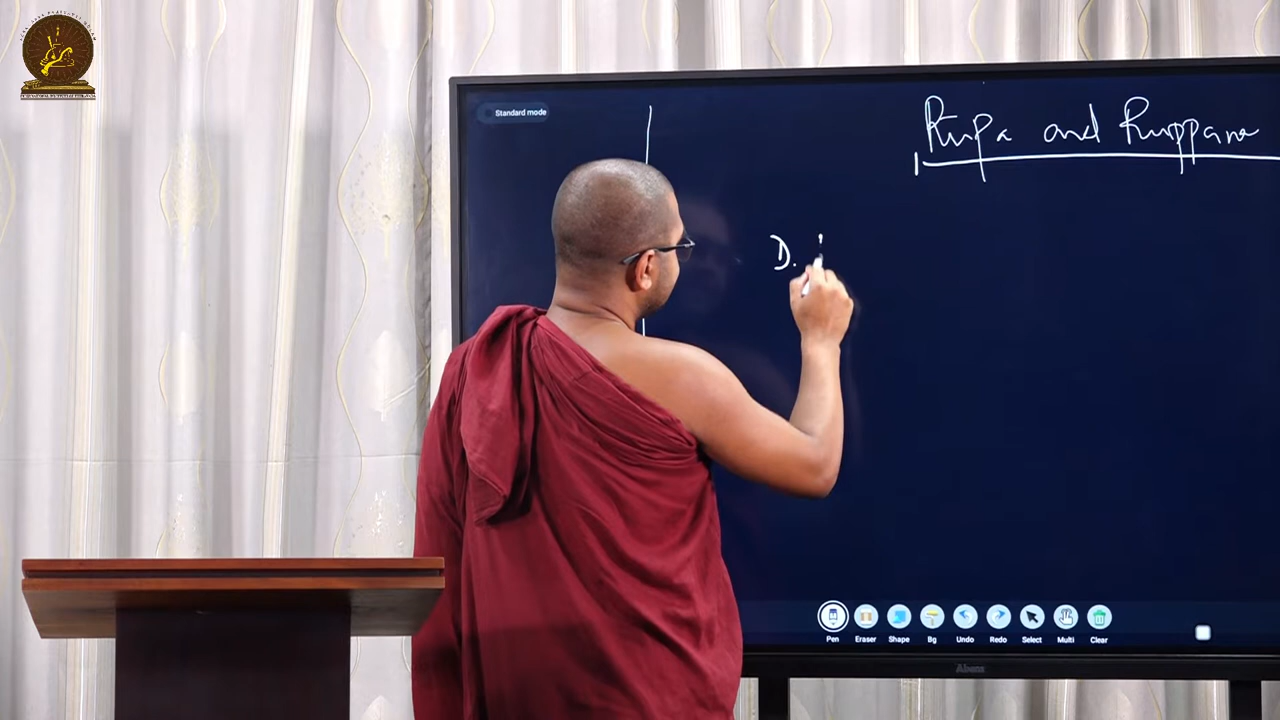 Standard mode
Rupa and Ruppana
D. i
Pen Eraser Shape Bg Undo Redo Select Multi Clear